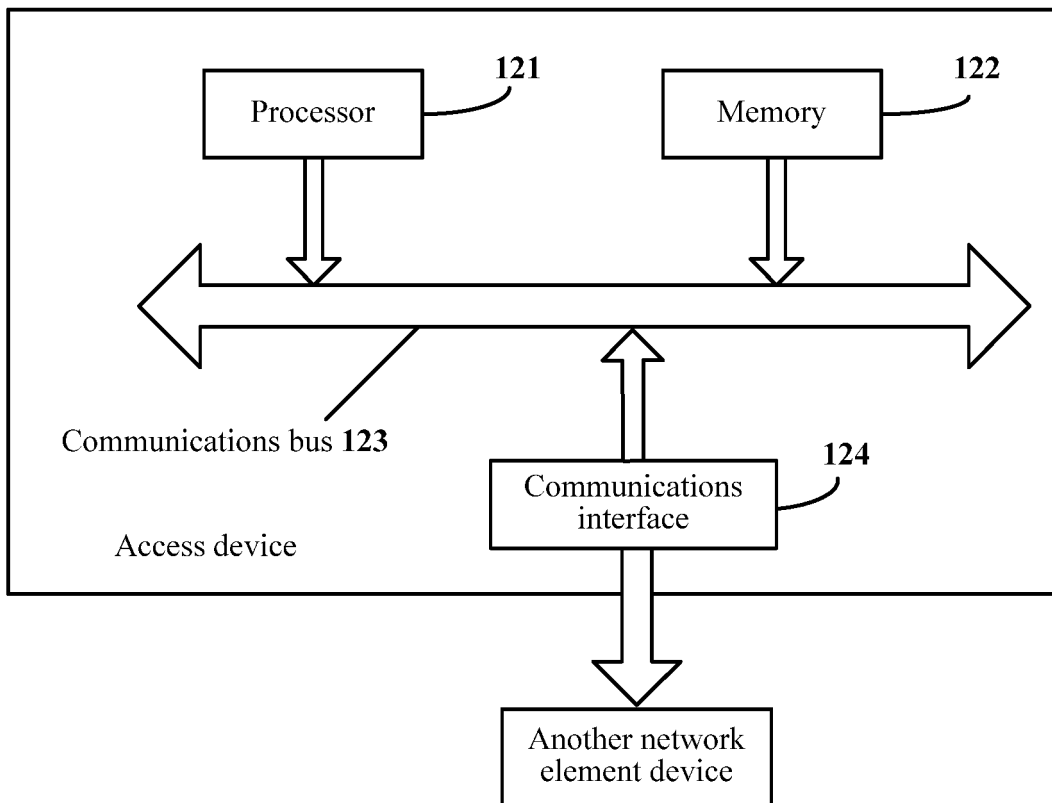 121
122
Processor
Memory
Communications bus 123
124
Communications
interface
Access device
Another network
element device